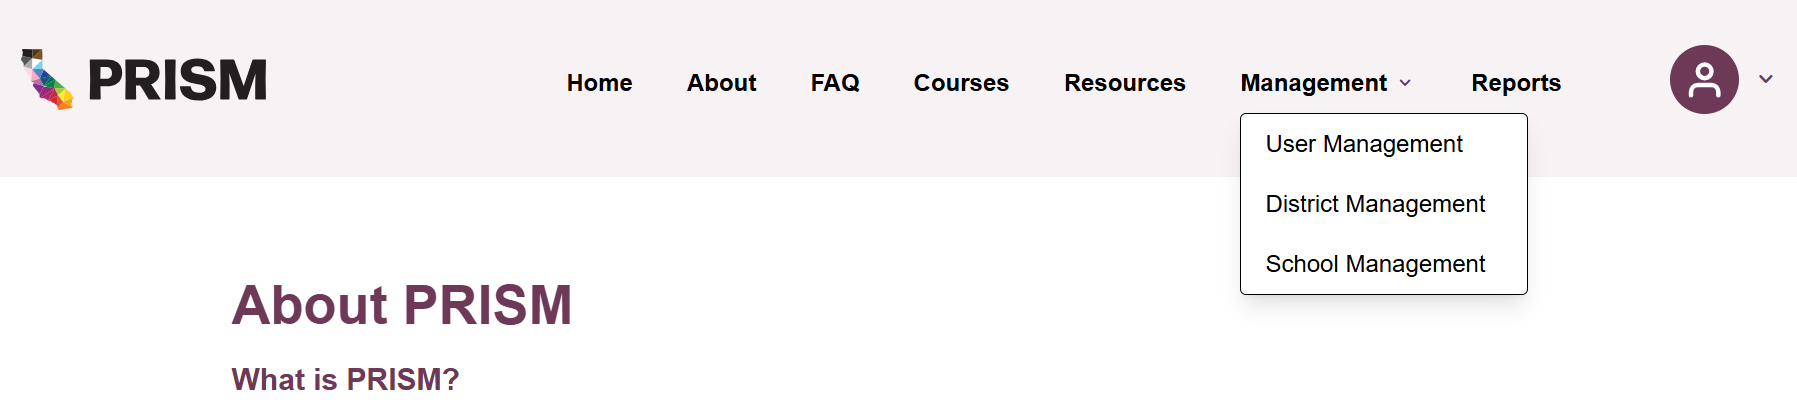 PRISM
Home About FAQ Courses Resources Management Reports
User Management
District Management
School Management
About PRISM
What is PRISM?